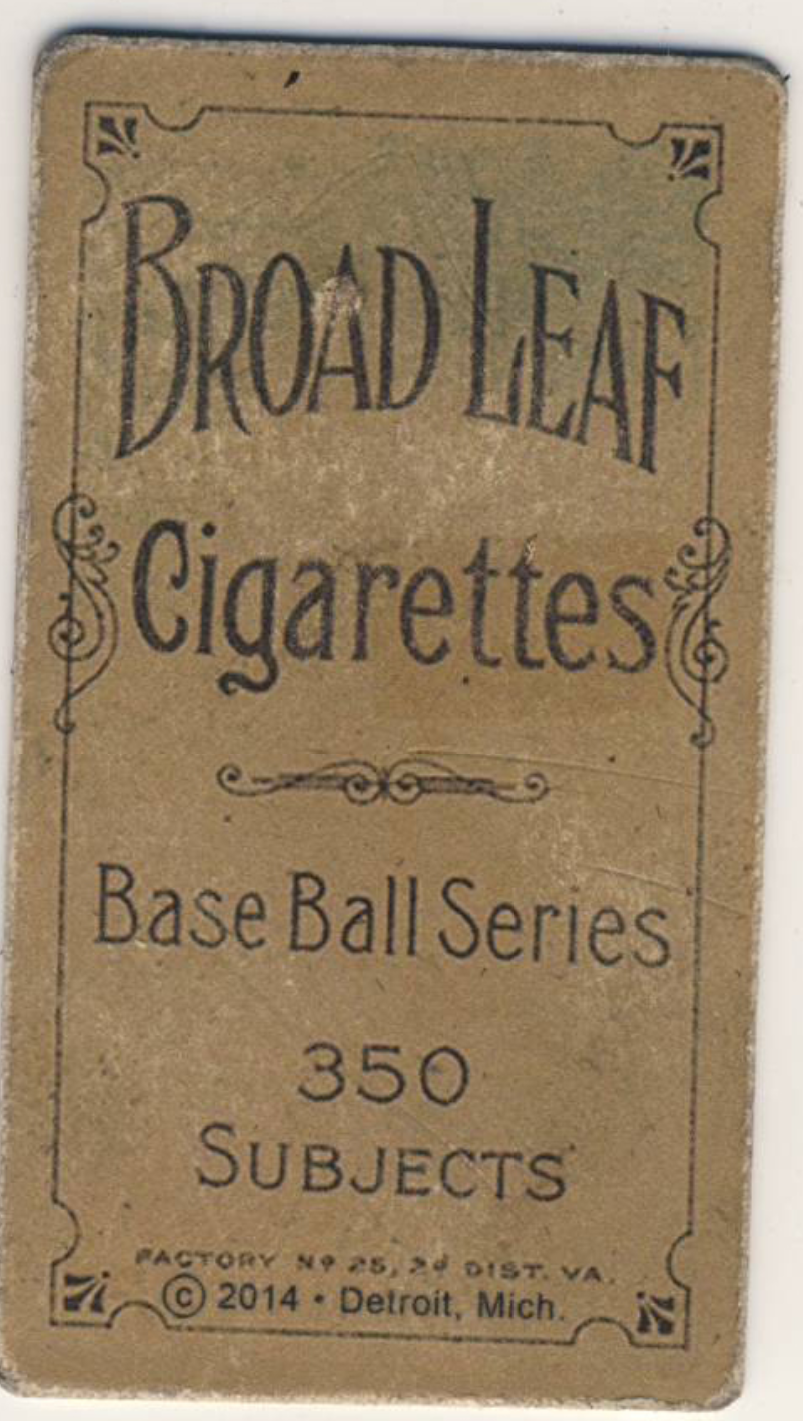 BROAD LEAF
Cigarettes
Base Ball Series
350
SUBJECTS
FACTORY Nº 25, 2d DIST. VA.
© 2014 • Detroit, Mich.